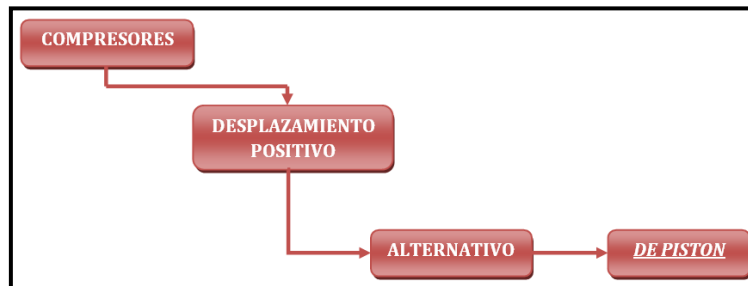 COMPRESORES
DESPLAZAMIENTO
POSITIVO
ALTERNATIVO
DE PISTON